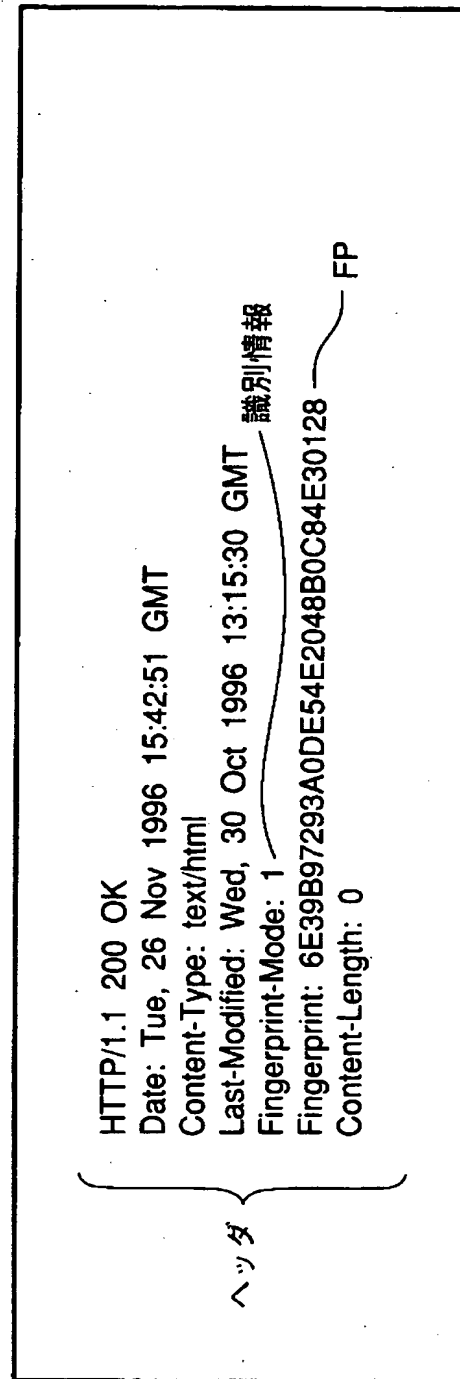 ヘッダ
HTTP/1.1 200 OK
Date: Tue, 26 Nov 1996 15:42:51 GMT
Content-Type: text/html
Last-Modified: Wed, 30 Oct 1996 13:15:30 GMT
Fingerprint-Mode: 1 識別情報
Fingerprint: 6E39B97293A0DE54E2048B0C84E30128 FP
Content-Length: 0